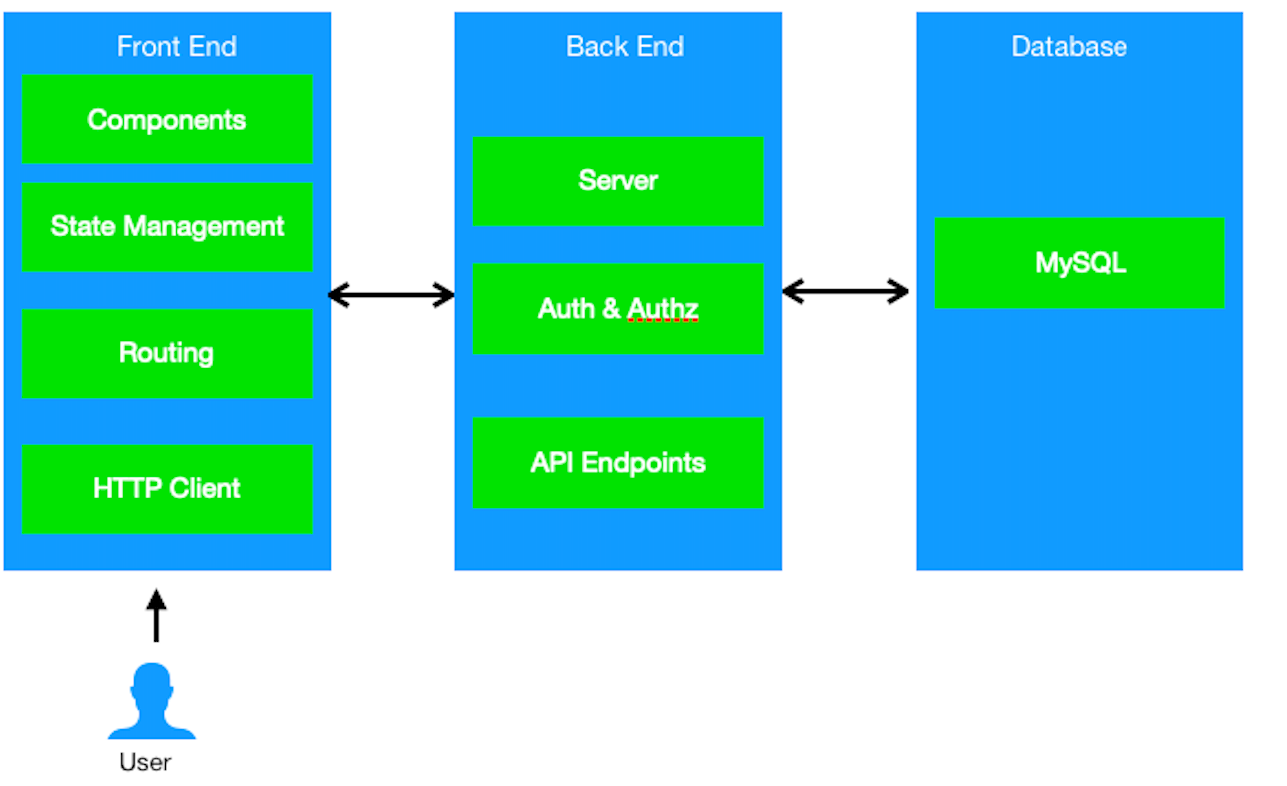 Front End
Components
State Management
Routing
HTTP Client
Back End
Server
Auth & Authz
API Endpoints
Database
MySQL
User